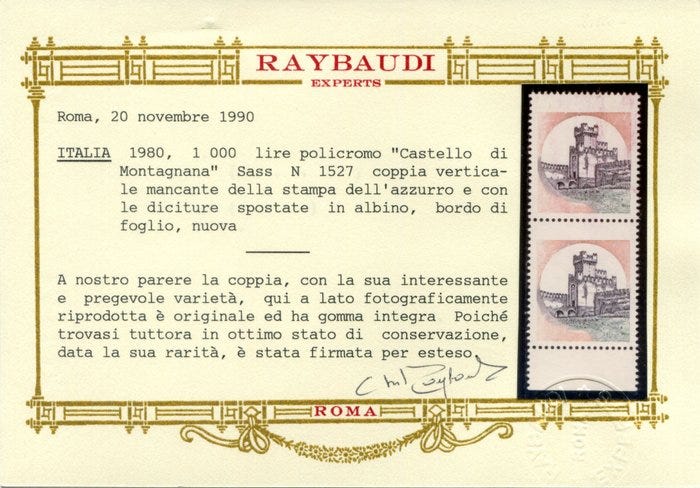 RAYBAUDI
EXPERTS
Roma, 20 novembre 1990
ITALIA 1980, 1 000 lire policromo "Castello di
Montagnana" Sass N 1527 coppia vertica-
le mancante della stampa dell'azzurro e con
le diciture spostate in albino, bordo di
foglio, nuova
A nostro parere la coppia, con la sua interessante
e pregevole varietà, qui a lato fotograficamente
riprodotta è originale ed ha gomma integra Poiché
trovasi tuttora in ottimo stato di conservazione,
data la sua rarità, è stata firmata per esteso.
ROMA